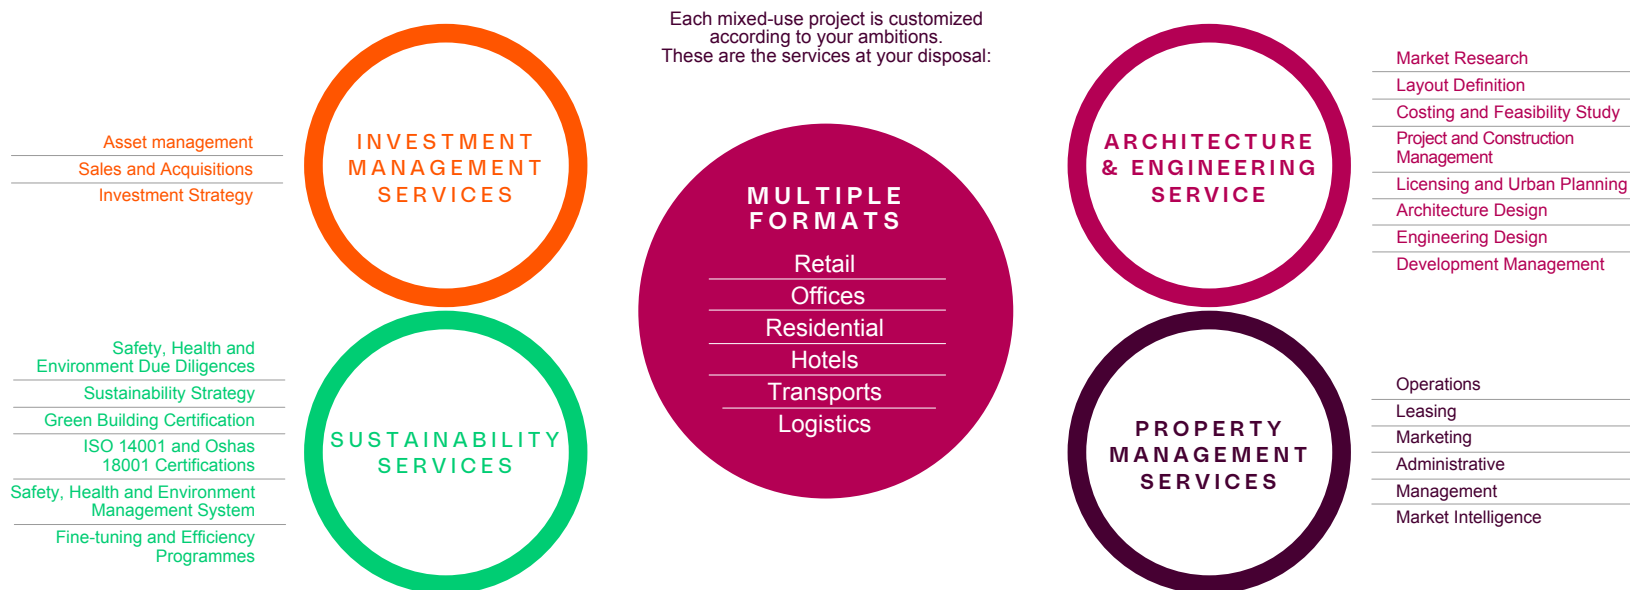 Each mixed-use project is customized
according to your ambitions.
These are the services at your disposal:
Asset management
Sales and Acquisitions
Investment Strategy
INVESTMENT
MANAGEMENT
SERVICES
Safety, Health and
Environment Due Diligences
Sustainability Strategy
Green Building Certification
ISO 14001 and Oshas
18001 Certifications
Safety, Health and Environment
Management System
Fine-tuning and Efficiency
Programmes
SUSTAINABILITY
SERVICES
MULTIPLE
FORMATS
Retail
Offices
Residential
Hotels
Transports
Logistics
ARCHITECTURE
& ENGINEERING
SERVICE
Market Research
Layout Definition
Costing and Feasibility Study
Project and Construction
Management
Licensing and Urban Planning
Architecture Design
Engineering Design
Development Management
PROPERTY
MANAGEMENT
SERVICES
Operations
Leasing
Marketing
Administrative
Management
Market Intelligence